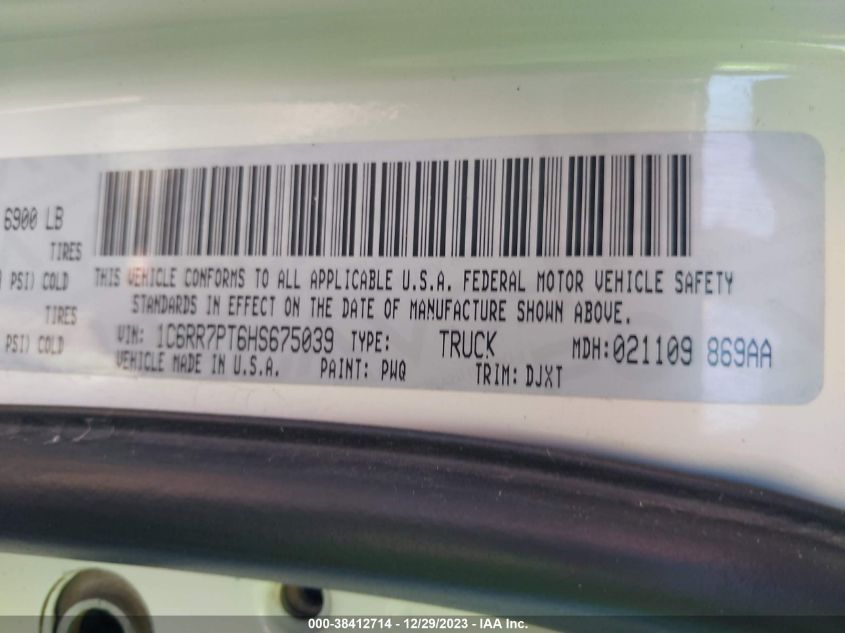 6900 LB
TIRES
PSI) COLD
TIRES
PSI) COLD
THIS VEHICLE CONFORMS TO ALL APPLICABLE U.S.A. FEDERAL MOTOR VEHICLE SAFETY
STANDARDS IN EFFECT ON THE DATE OF MANUFACTURE SHOWN ABOVE.
VIN: 1C6RR7PT6HS675039 TYPE: TRUCK MDH:021109 869AA
VEHICLE MADE IN U.S.A. PAINT: PW0 TRIM: DJXT
000-38412714 - 12/29/2023 - IAA Inc.